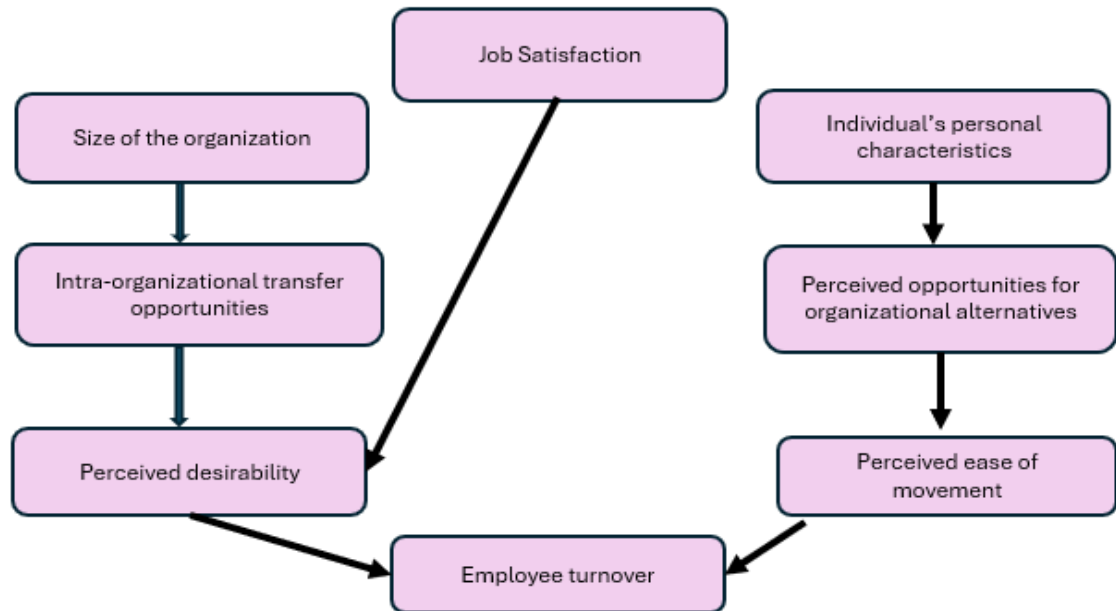 Job Satisfaction
Size of the organization
Individual's personal
characteristics
Intra-organizational transfer
opportunities
Perceived opportunities for
organizational alternatives
Perceived desirability
Perceived ease of
movement
Employee turnover